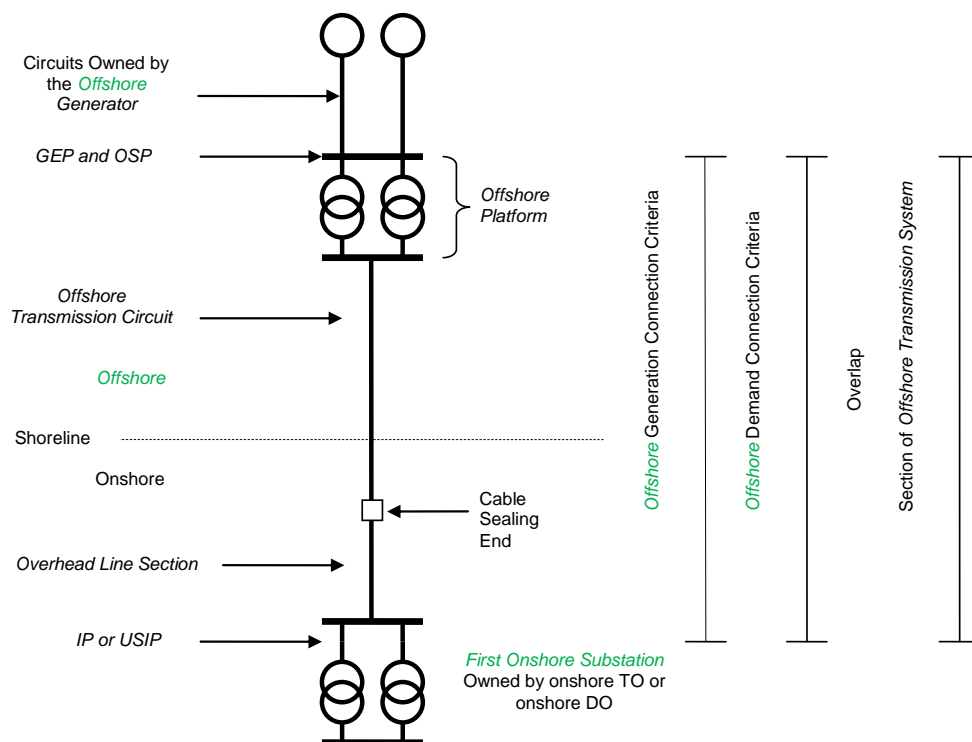 Circuits Owned by
the Offshore
Generator
GEP and OSP
Offshore
Platform
Offshore
Transmission Circuit
Offshore
Shoreline
Onshore
Cable
Sealing
End
Overhead Line Section
IP or USIP
First Onshore Substation
Owned by onshore TO or
onshore DO
Offshore Generation Connection Criteria
Offshore Demand Connection Criteria
Overlap
Section of Offshore Transmission System